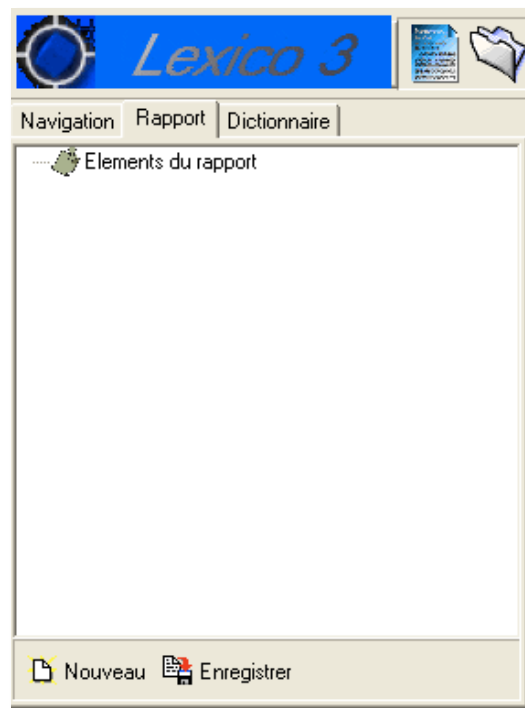 Lexico 3
Navigation Rapport Dictionnaire
Elements du rapport
Nouveau Enregistrer